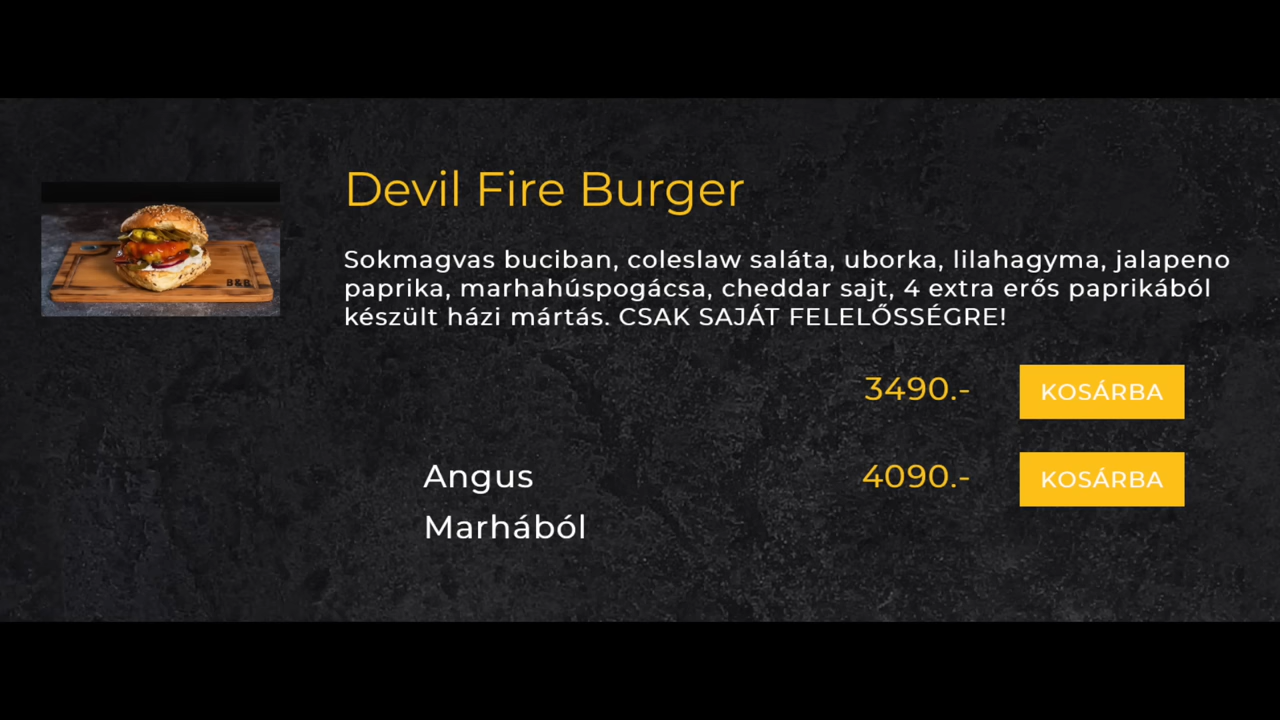 Devil Fire Burger
Sokmagvas buciban, coleslaw saláta, uborka, lilahagyma, jalapeno
paprika, marhahúspogácsa, cheddar sajt, 4 extra erős paprikából
készült házi mártás. CSAK SAJÁT FELELŐSSÉGRE!
B&B
3490.- KOSÁRBA
Angus 4090.- KOSÁRBA
Marhából